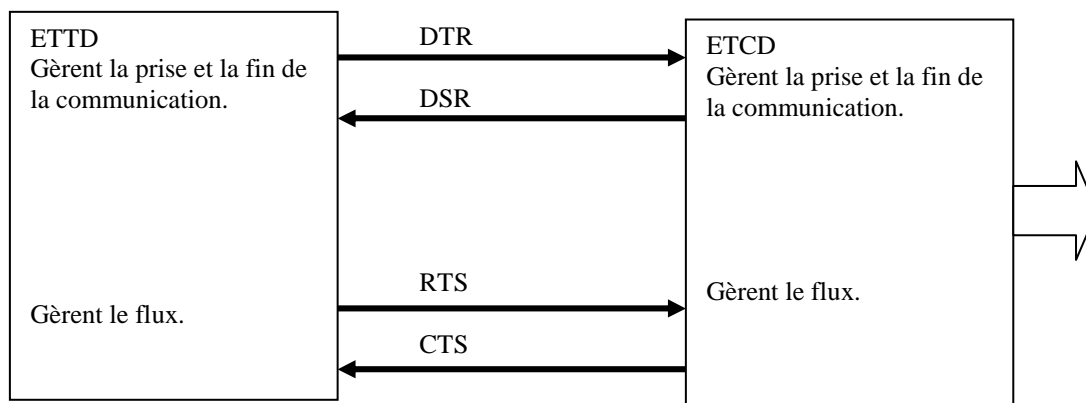 ETTD
Gèrent la prise et la fin de
la communication.
Gèrent le flux.
DTR
DSR
RTS
CTS
ETCD
Gèrent la prise et la fin de
la communication.
Gèrent le flux.